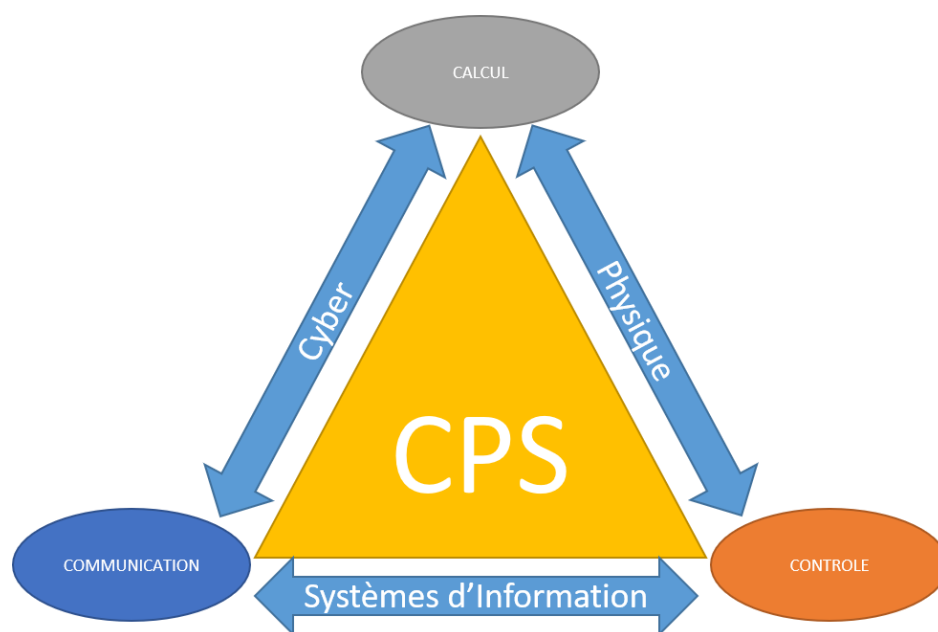 CALCUL
Cyber
Physique
CPS
COMMUNICATION
CONTROLE
Systèmes d’Information